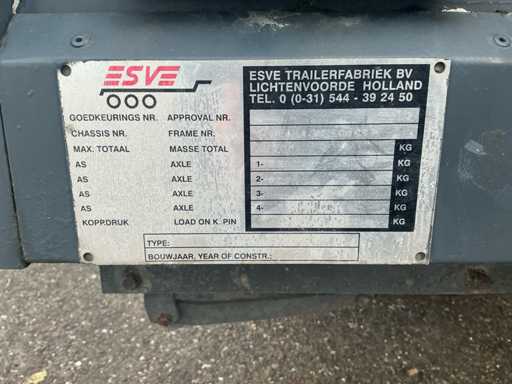 ESVE
ESVE TRAILERFABRIEK BV
LICHTENVOORDE HOLLAND
TEL. 0 (0-31) 544 - 39 24 50
GOEDKEURINGS NR. APPROVAL NR.
CHASSIS NR. FRAME NR.
MAX. TOTAAL MASSE TOTAL KG
AS AXLE 1- KG
AS AXLE 2- KG
AS AXLE 3- KG
AS AXLE 4- KG
KOPP.DRUK LOAD ON K. PIN KG
TYPE:
BOUWJAAR, YEAR OF CONSTR.: